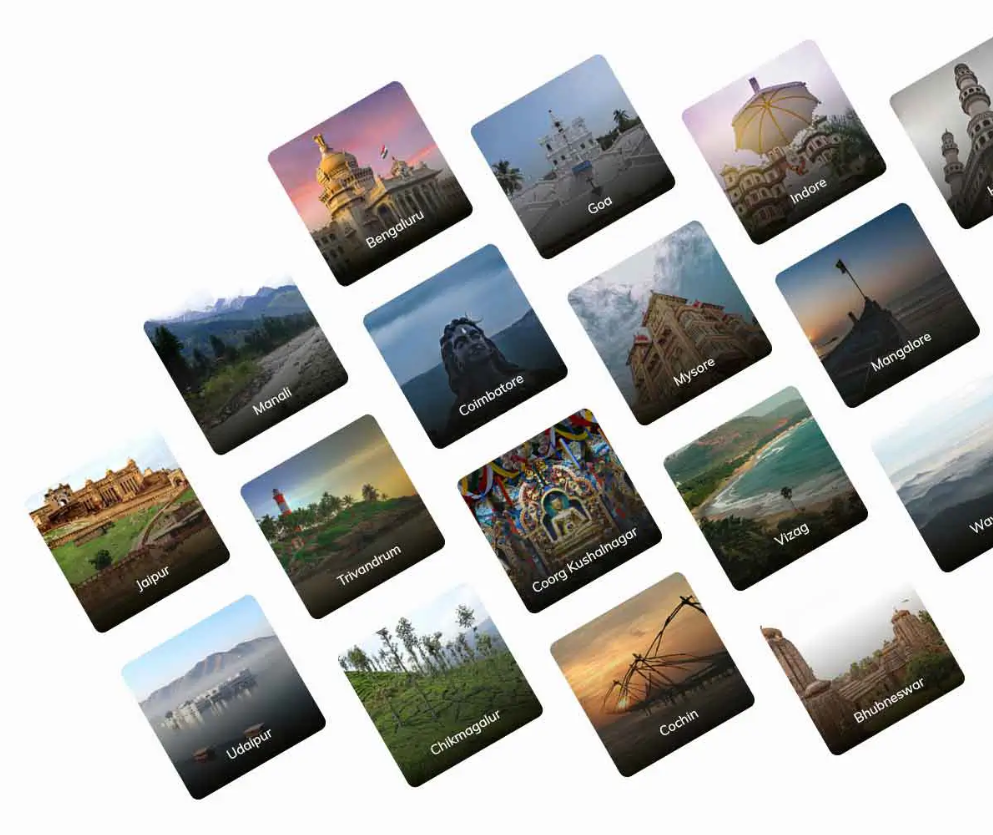 Bengaluru
Goa
Indore
Manali
Coimbatore
Mysore
Mangalore
Jaipur
Trivandrum
Coorg Kushalnagar
Vizag
Udaipur
Chikmagalur
Cochin
Bhubneswar